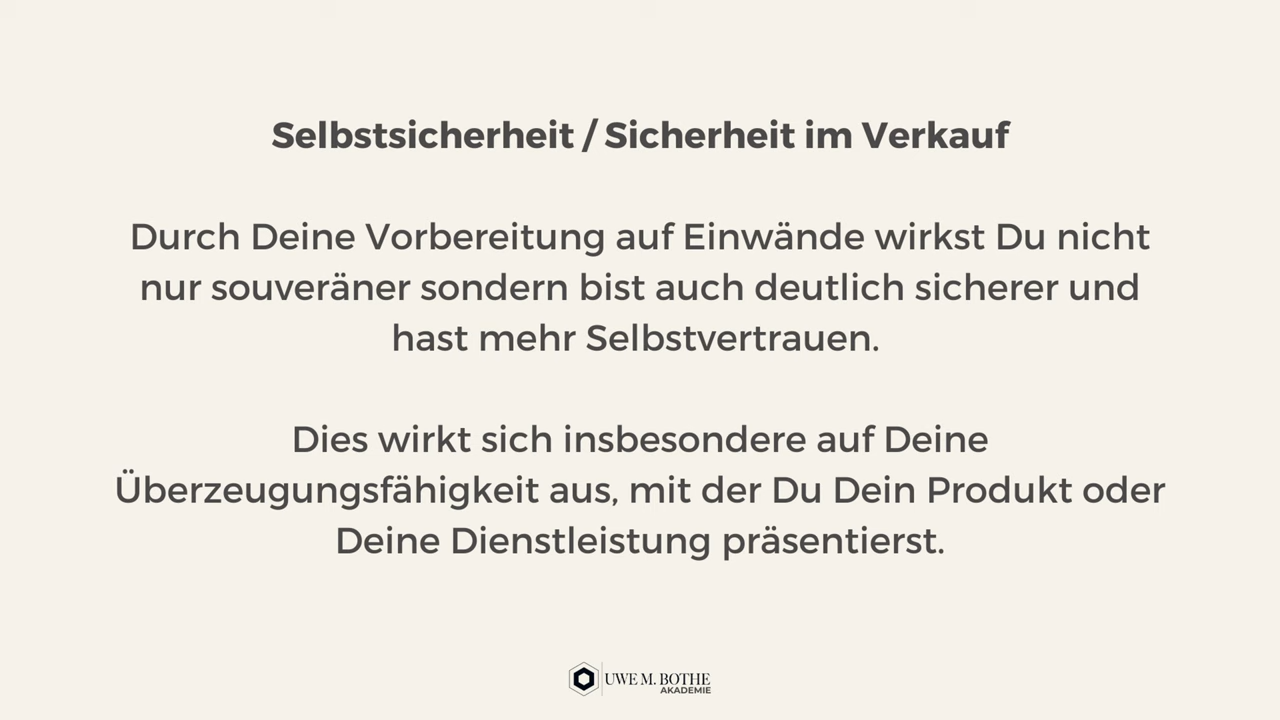 Selbstsicherheit / Sicherheit im Verkauf
Durch Deine Vorbereitung auf Einwände wirkst Du nicht
nur souveräner sondern bist auch deutlich sicherer und
hast mehr Selbstvertrauen.
Dies wirkt sich insbesondere auf Deine
Überzeugungsfähigkeit aus, mit der Du Dein Produkt oder
Deine Dienstleistung präsentierst.
UWE M. BOTHE
AKADEMIE